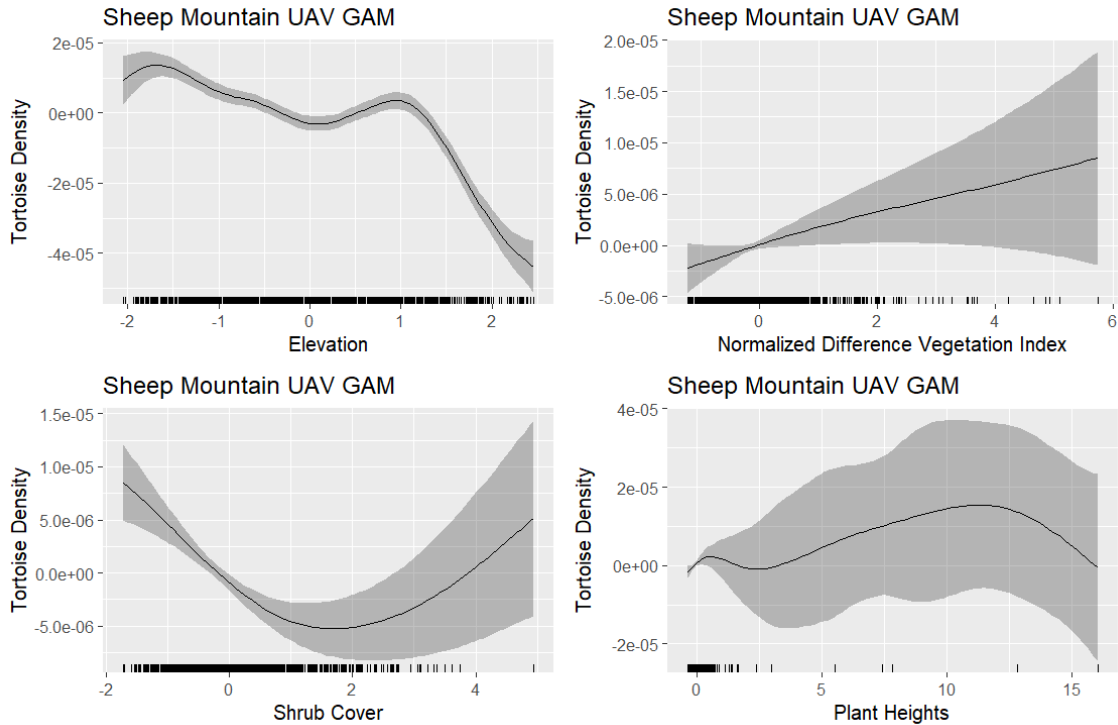 Sheep Mountain UAV GAM
2e-05
0e+00
-2e-05
-4e-05
Tortoise Density
-2
-1
0
1
2
Elevation
Sheep Mountain UAV GAM
2.0e-05
1.5e-05
1.0e-05
5.0e-06
0.0e+00
-5.0e-06
Tortoise Density
0
2
4
6
Normalized Difference Vegetation Index
Sheep Mountain UAV GAM
1.5e-05
1.0e-05
5.0e-06
0.0e+00
-5.0e-06
Tortoise Density
-2
0
2
4
Shrub Cover
Sheep Mountain UAV GAM
4e-05
2e-05
0e+00
-2e-05
Tortoise Density
0
5
10
15
Plant Heights